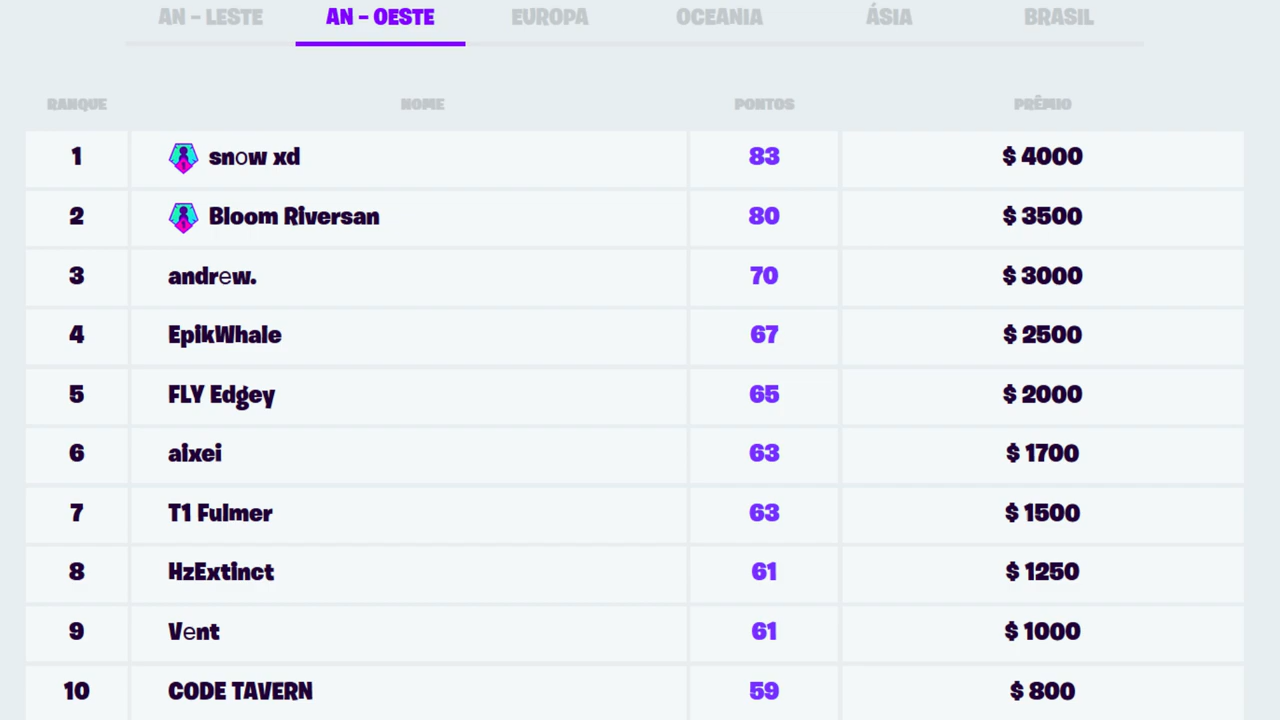 AN - LESTE AN - OESTE EUROPA OCEANIA ÁSIA BRASIL
RANQUE NOME PONTOS PRÊMIO
1 snow xd 83 $ 4000
2 Bloom Riversan 80 $ 3500
3 andrew. 70 $ 3000
4 EpikWhale 67 $ 2500
5 FLY Edgey 65 $ 2000
6 aixei 63 $ 1700
7 T1 Fulmer 63 $ 1500
8 HzExtinct 61 $ 1250
9 Vent 61 $ 1000
10 CODE TAVERN 59 $ 800